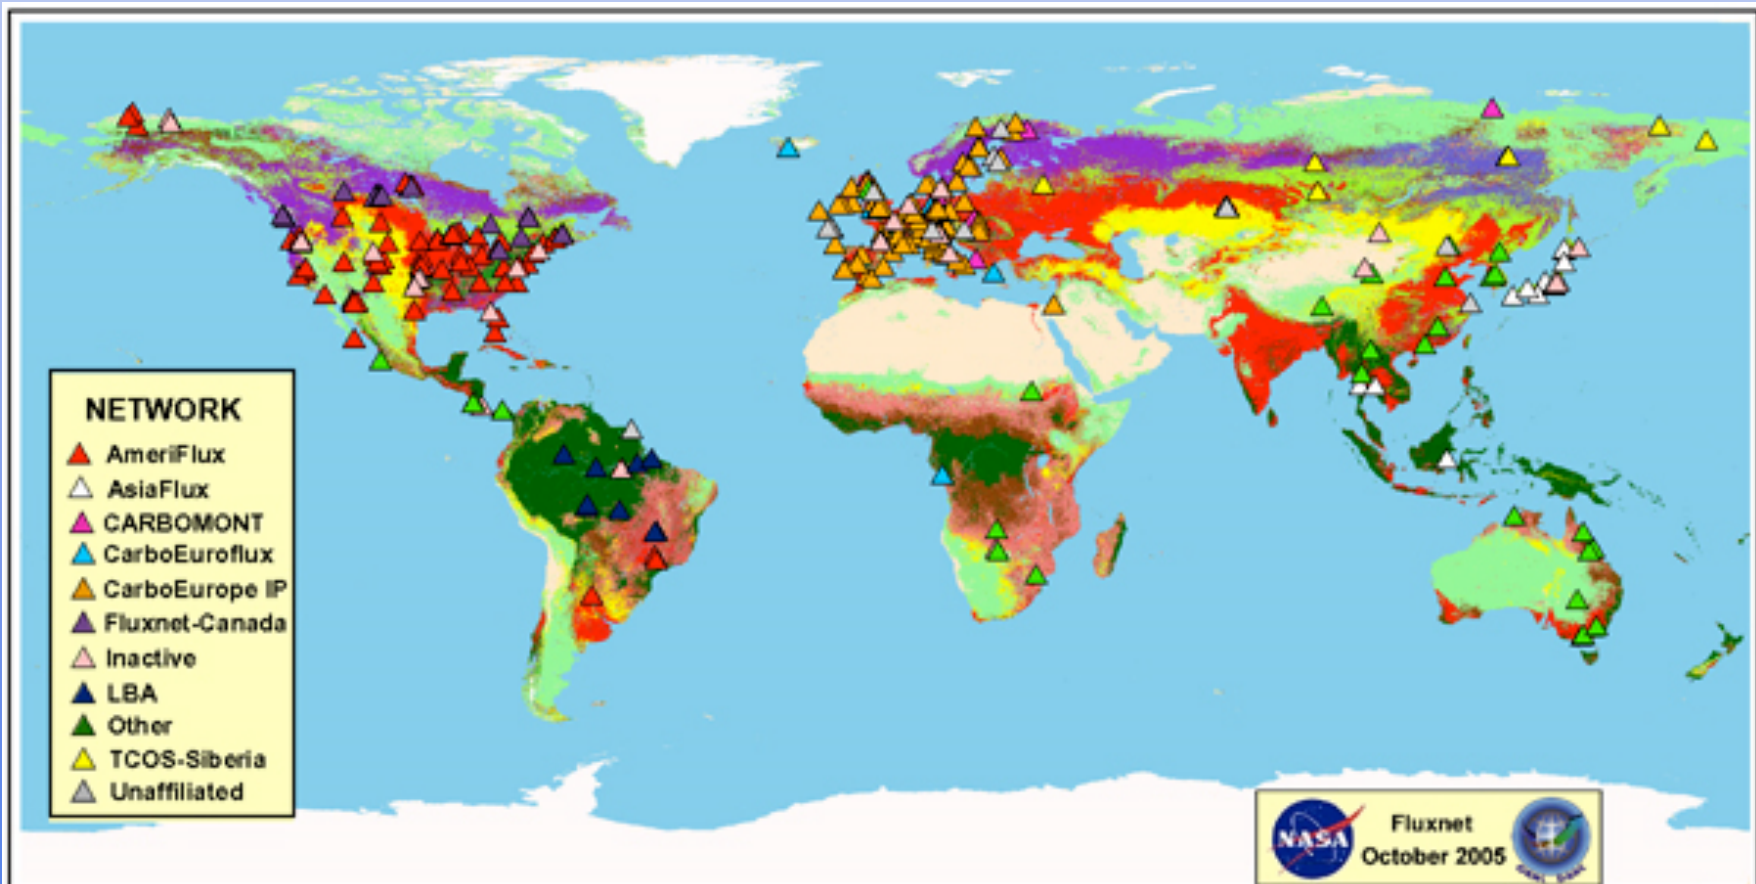 NETWORK
AmeriFlux
AsiaFlux
CARBOMONT
CarboEuroflux
CarboEurope IP
Fluxnet-Canada
Inactive
LBA
Other
TCOS-Siberia
Unaffiliated
NASA
Fluxnet
October 2005